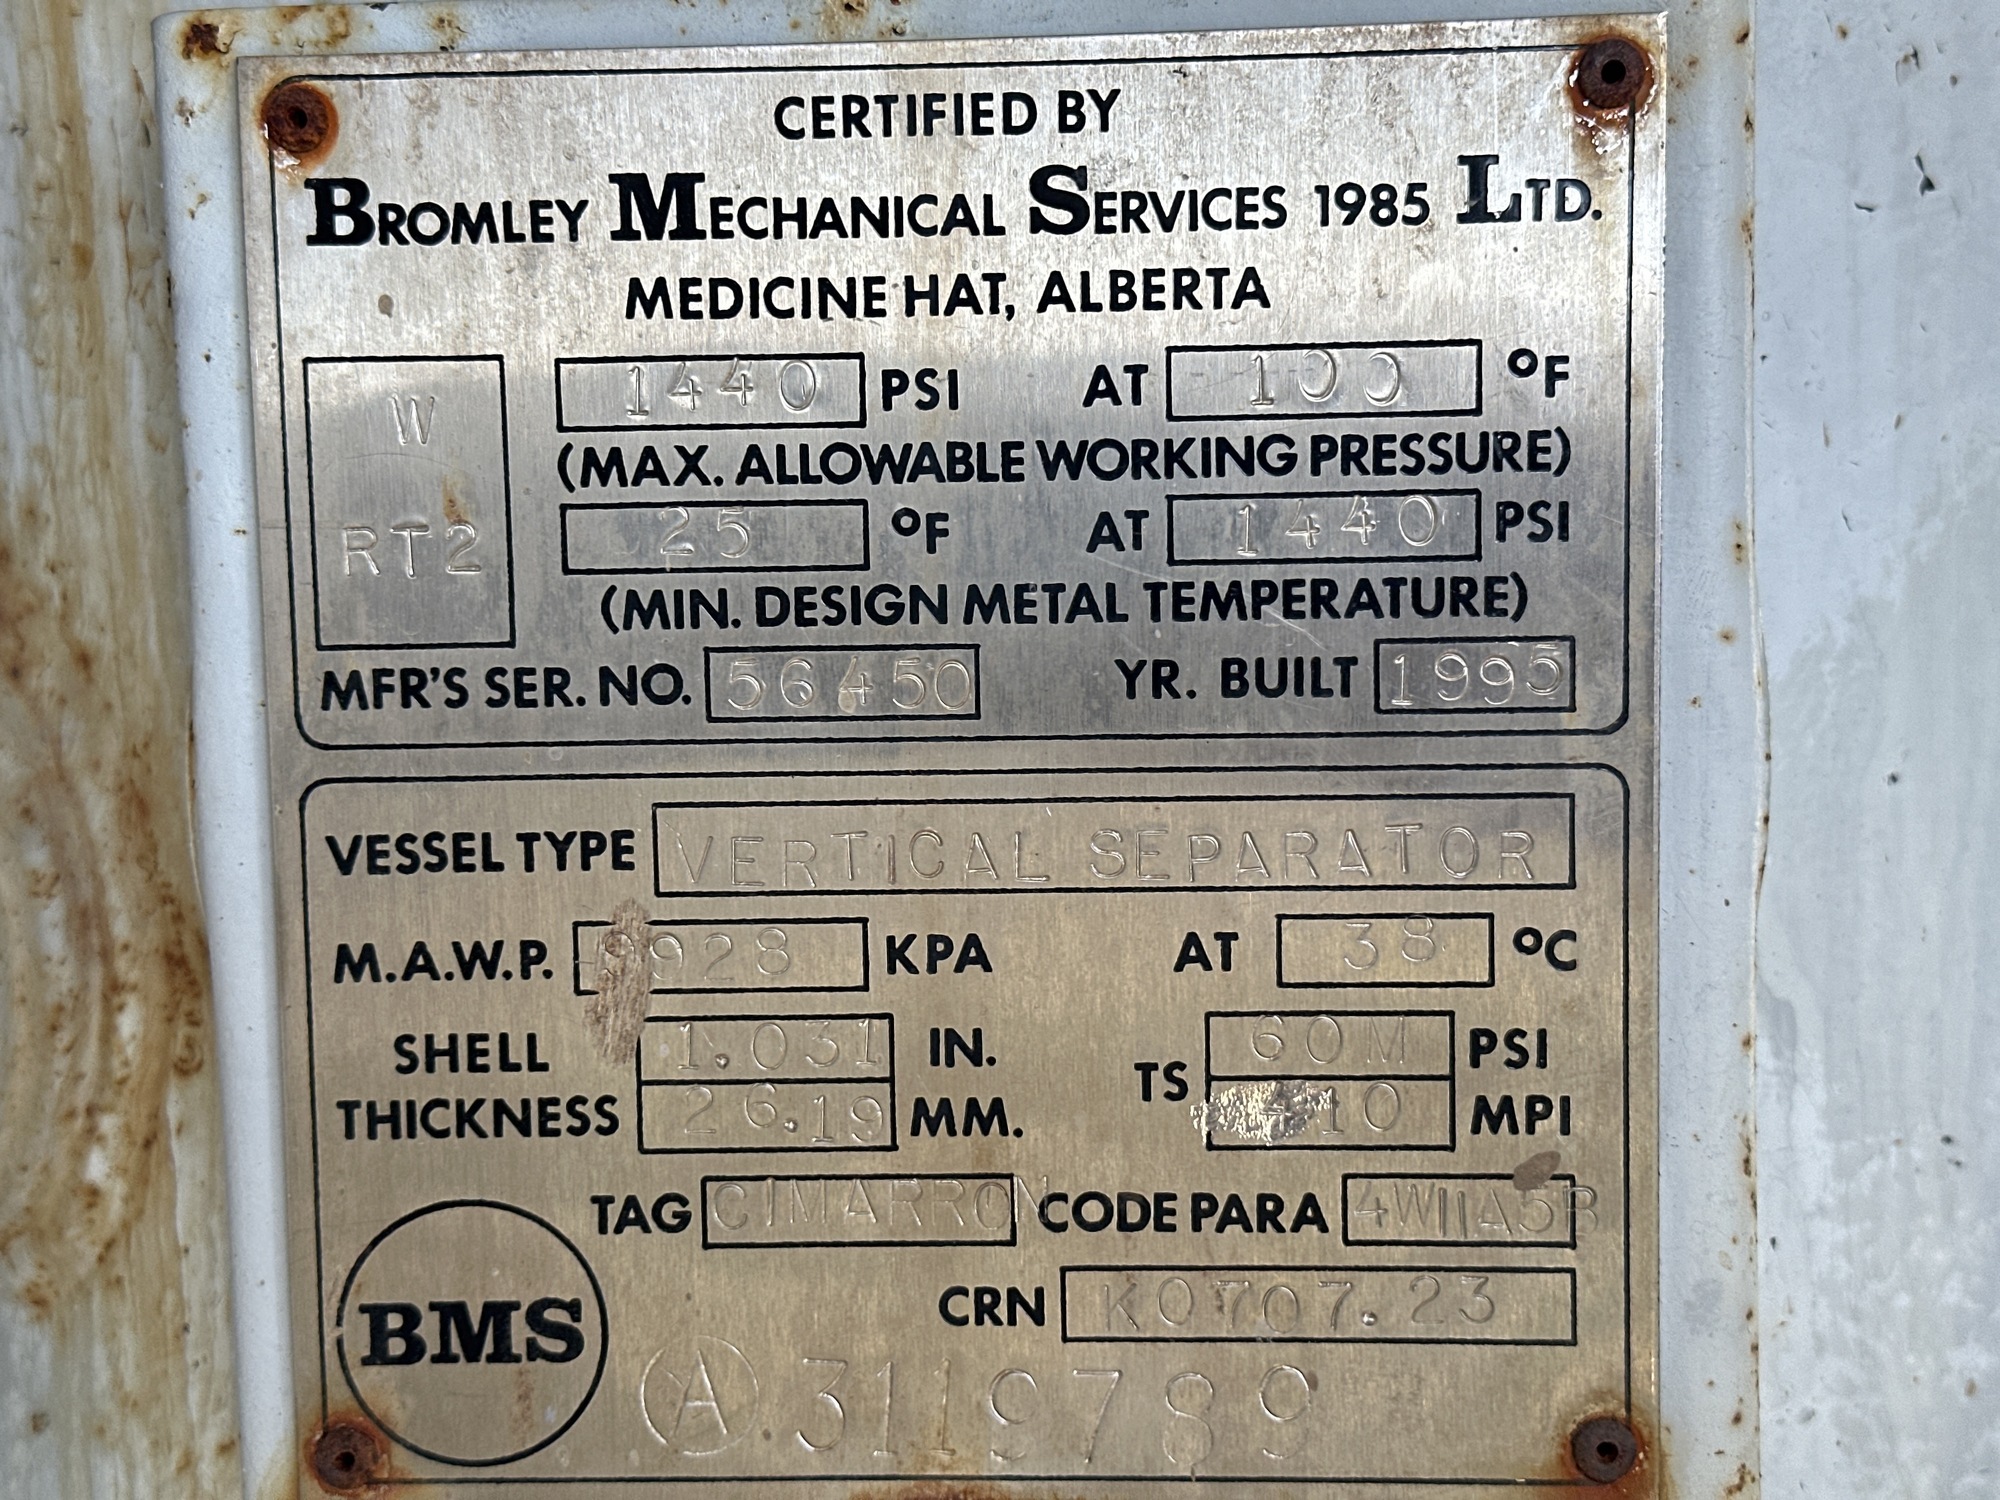 CERTIFIED BY
BROMLEY MECHANICAL SERVICES 1985 LTD.
MEDICINE HAT, ALBERTA
W
RT2
1440 PSI AT 100 °F
(MAX. ALLOWABLE WORKING PRESSURE)
25 °F AT 1440 PSI
(MIN. DESIGN METAL TEMPERATURE)
MFR'S SER. NO. 56450 YR. BUILT 1995
VESSEL TYPE VERTICAL SEPARATOR
M.A.W.P. 9928 KPA AT 38 °C
SHELL THICKNESS 1.031 IN. TS 60M PSI
26.19 MM. 410 MPI
TAG CIMARRON CODE PARA 4W11A5B
CRN K0707.23
BMS
A 3119789